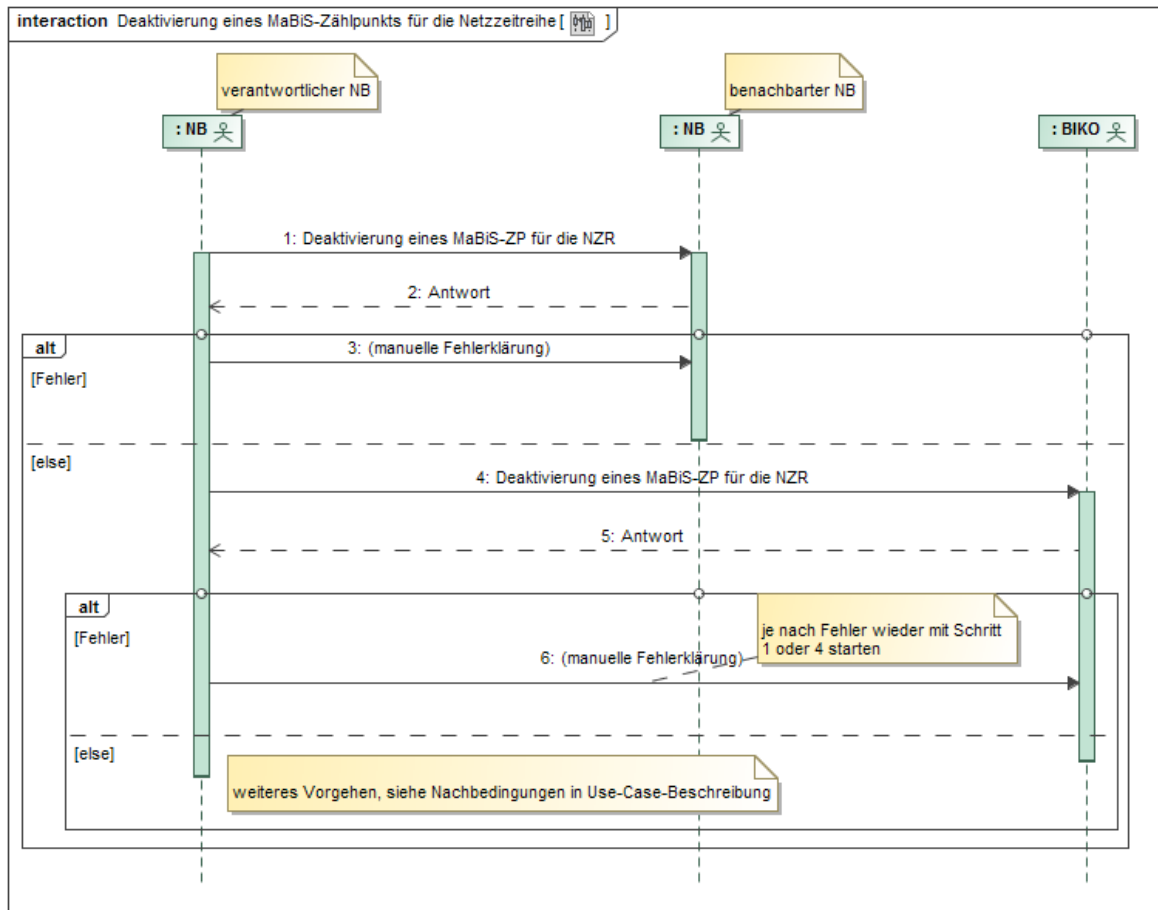 interaction Deaktivierung eines MaBiS-Zählpunkts für die Netzzeitreihe [ ]
verantwortlicher NB
benachbarter NB
: NB
: NB
: BIKO
1: Deaktivierung eines MaBiS-ZP für die NZR
2: Antwort
alt
3: (manuelle Fehlerklärung)
[Fehler]
[else]
4: Deaktivierung eines MaBiS-ZP für die NZR
5: Antwort
alt
[Fehler]
je nach Fehler wieder mit Schritt
1 oder 4 starten
6: (manuelle Fehlerklärung)
[else]
weiteres Vorgehen, siehe Nachbedingungen in Use-Case-Beschreibung